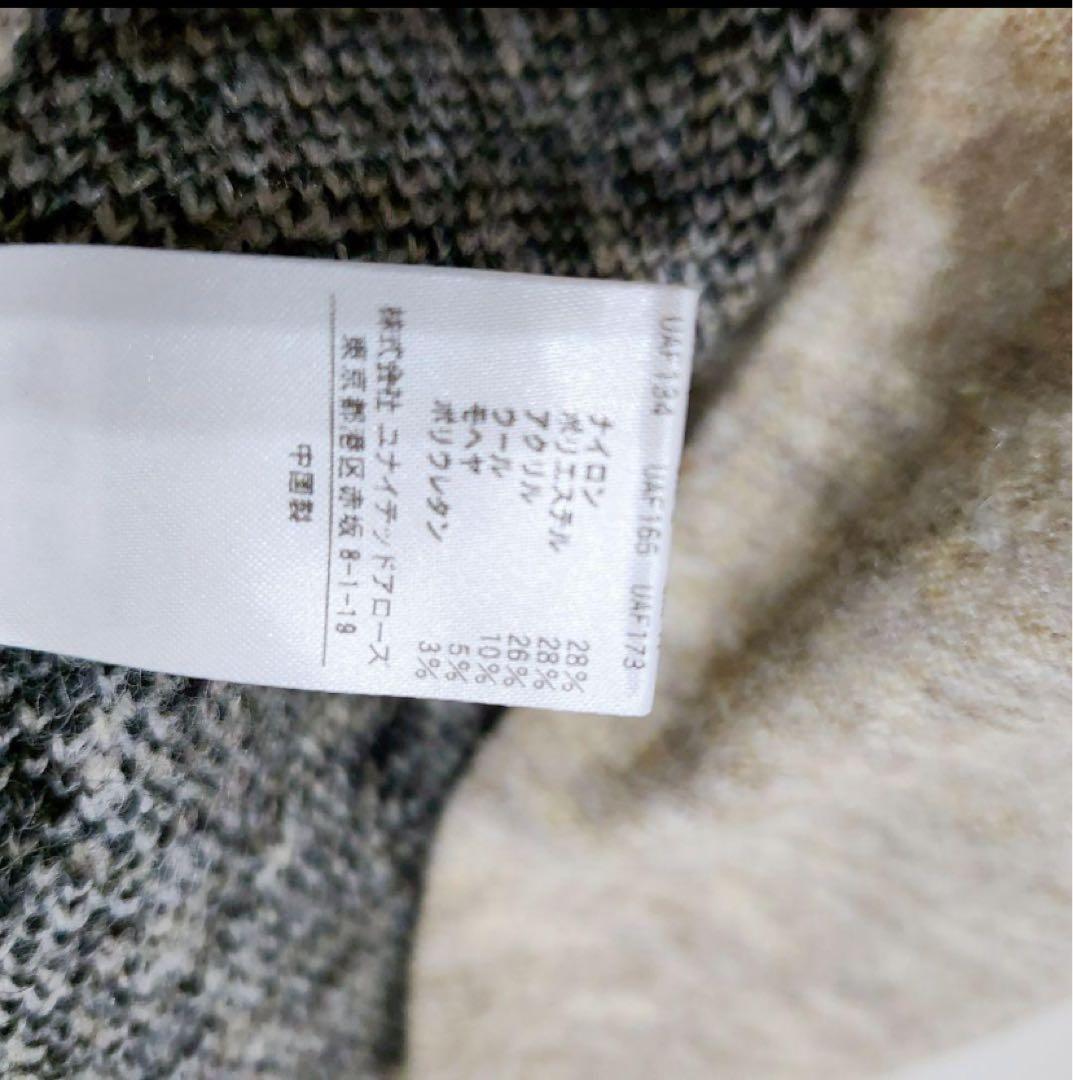 UAF134 UAF166 UAF173
ナイロン 28%
ポリエステル 28%
アクリル 26%
ウール 10%
モヘヤ 5%
ポリウレタン 3%
株式会社 ユナイテッドアローズ
東京都港区赤坂 8-1-19
中国製